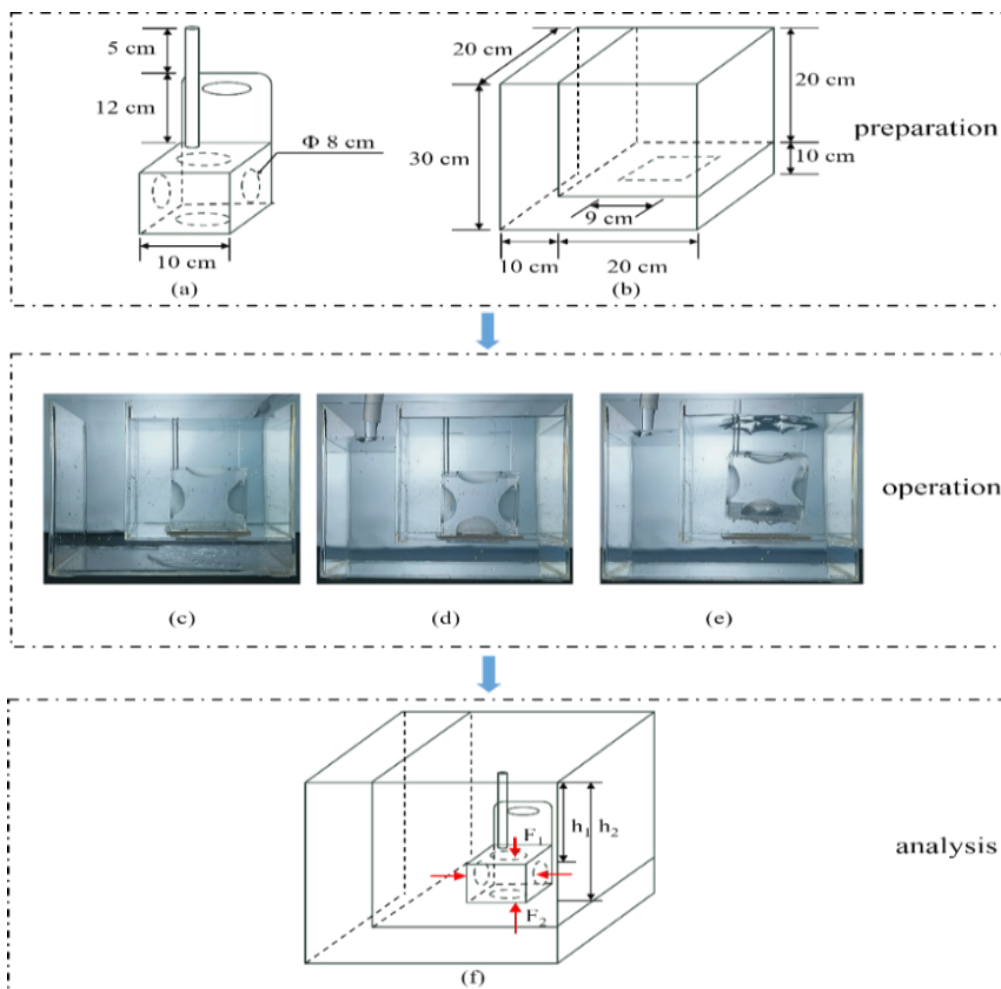 5 cm
12 cm
Φ 8 cm
10 cm
(a)
20 cm
30 cm
20 cm
10 cm
9 cm
10 cm
20 cm
(b)
preparation
(c)
(d)
(e)
operation
F1
h1 h2
F2
(f)
analysis